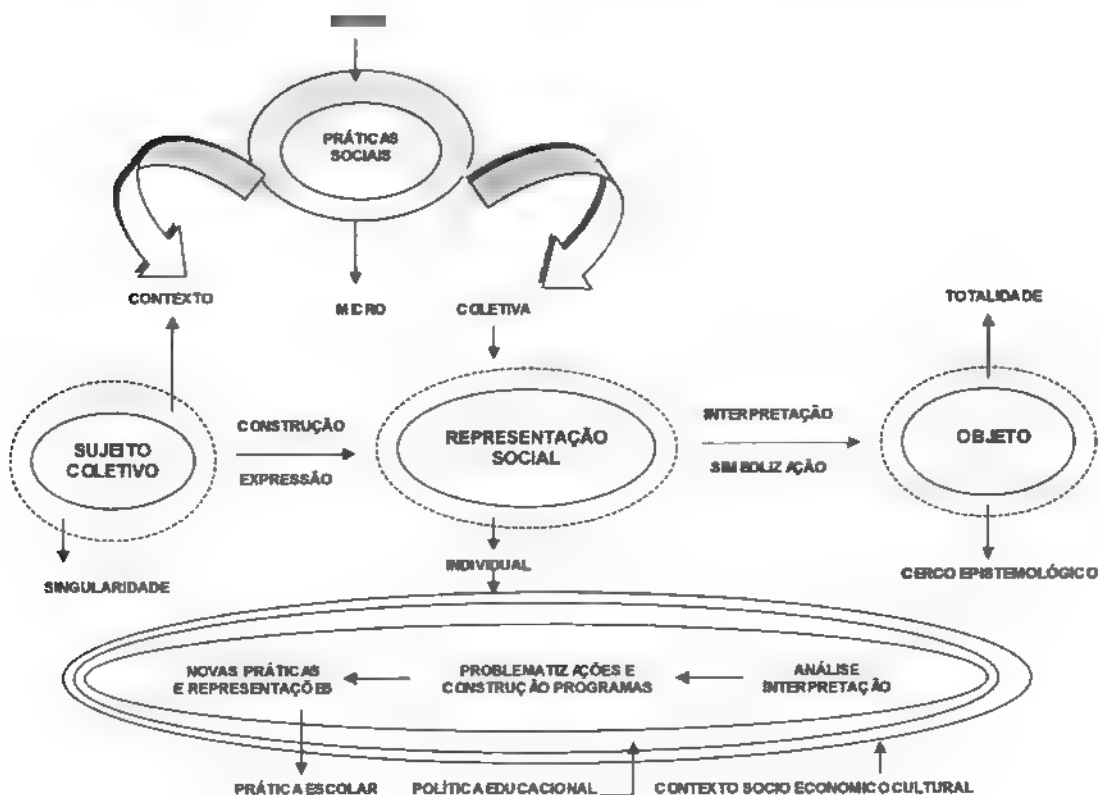 PRÁTICAS
SOCIAIS
CONTEXTO
MICRO
COLETIVA
TOTALIDADE
SUJEITO
COLETIVO
CONSTRUÇÃO
EXPRESSÃO
REPRESENTAÇÃO
SOCIAL
INTERPRETAÇÃO
SIMBOLIZAÇÃO
OBJETO
SINGULARIDADE
INDIVIDUAL
CERCO EPISTEMOLÓGICO
NOVAS PRÁTICAS
E REPRESENTAÇÕES
PROBLEMATIZAÇÕES E
CONSTRUÇÃO PROGRAMAS
ANÁLISE
INTERPRETAÇÃO
PRÁTICA ESCOLAR
POLÍTICA EDUCACIONAL
CONTEXTO SOCIO ECONOMICO CULTURAL